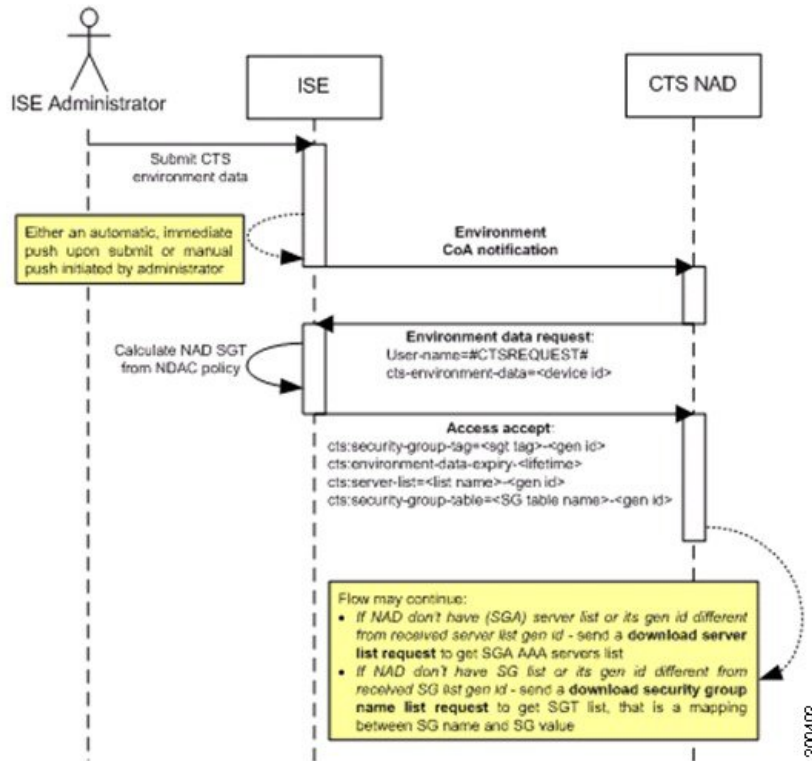 ISE Administrator
ISE
CTS NAD
Submit CTS
environment data
Either an automatic, immediate
push upon submit or manual
push initiated by administrator
Environment
CoA notification
Calculate NAD SGT
from NDAC policy
Environment data request:
User-name=#CTSREQUEST#
cts-environment-data=<device id>
Access accept:
cts:security-group-tag=<sgt tag>-<gen id>
cts:environment-data-expiry-<lifetime>
cts:server-list=<list name>-<gen id>
cts:security-group-table=<SG table name>-<gen id>
Flow may continue:
• If NAD don't have (SGA) server list or its gen id different
from received server list gen id - send a download server
list request to get SGA AAA servers list
• If NAD don't have SG list or its gen id different from
received SG list gen id - send a download security group
name list request to get SGT list, that is a mapping
between SG name and SG value
300493